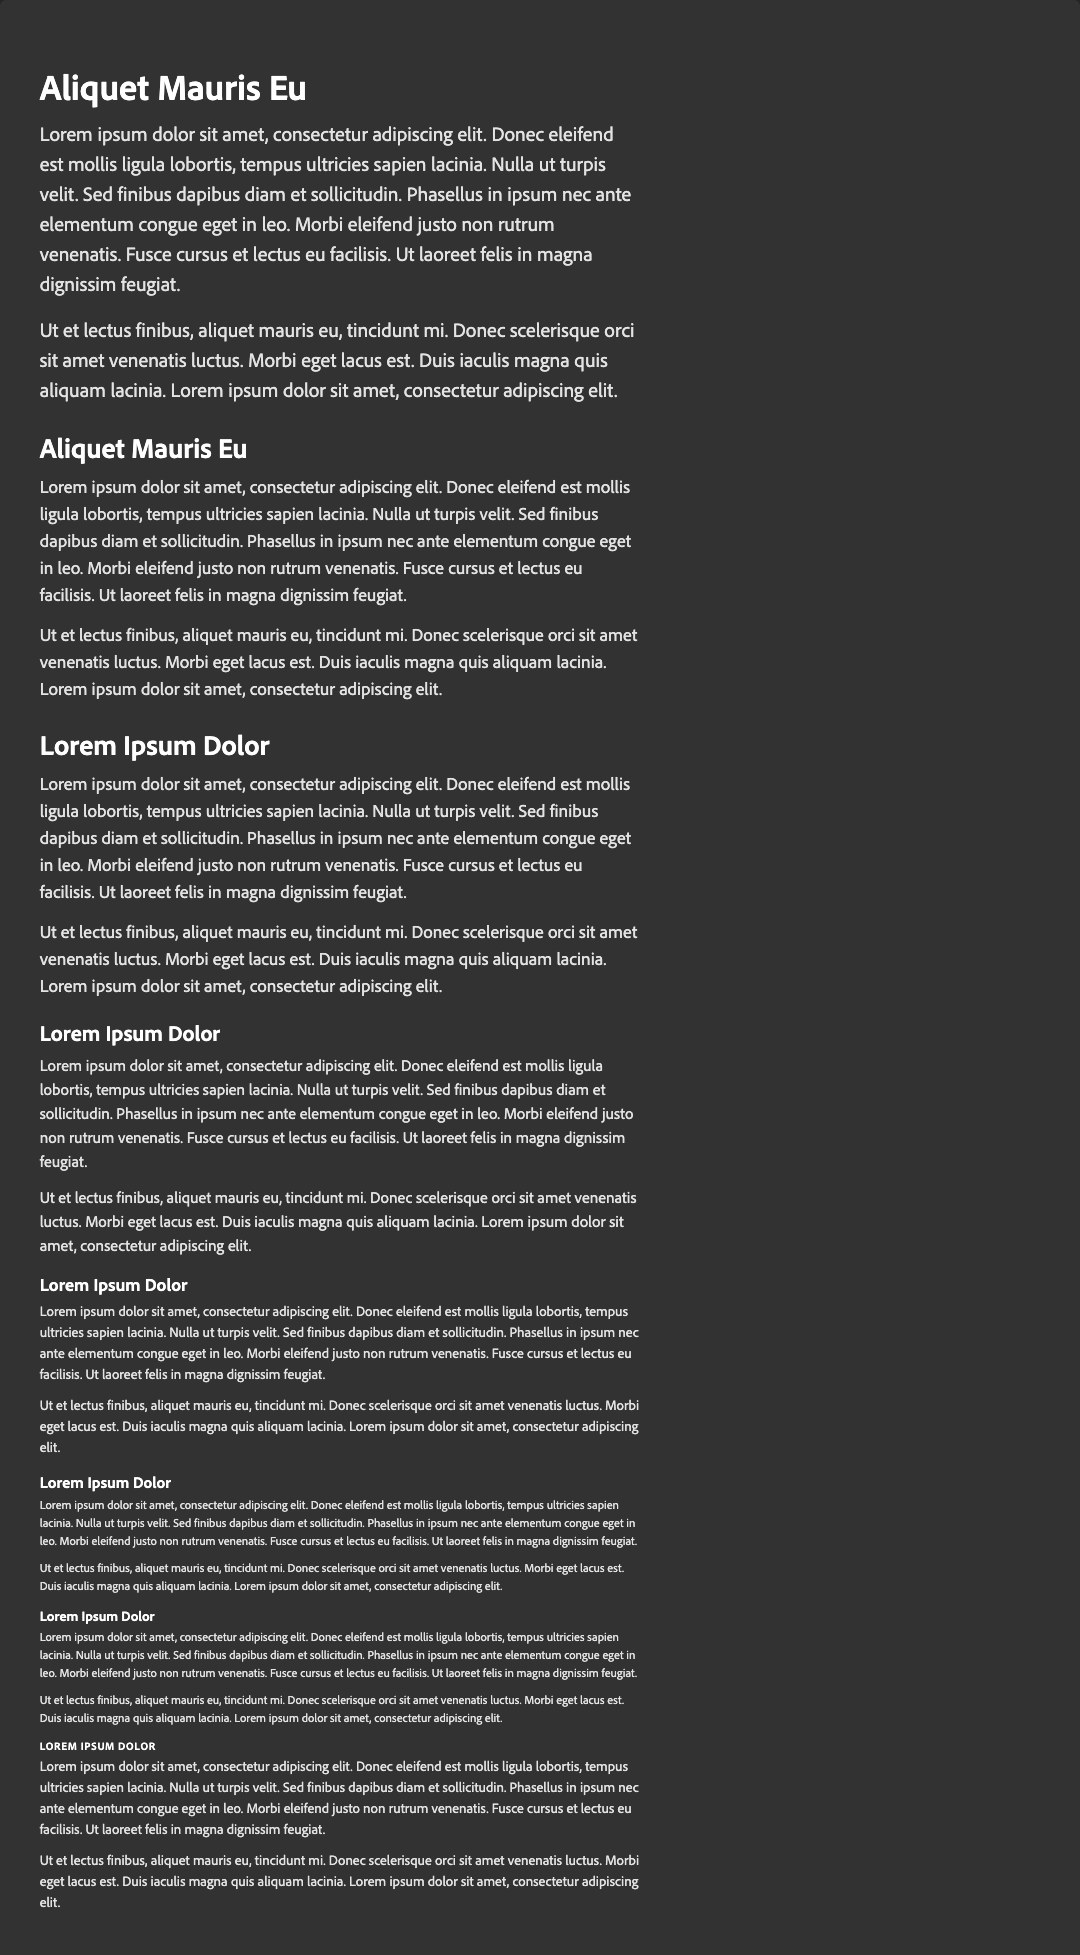 Aliquet Mauris Eu
Lorem ipsum dolor sit amet, consectetur adipiscing elit. Donec eleifend
est mollis ligula lobortis, tempus ultricies sapien lacinia. Nulla ut turpis
velit. Sed finibus dapibus diam et sollicitudin. Phasellus in ipsum nec ante
elementum congue eget in leo. Morbi eleifend justo non rutrum
venenatis. Fusce cursus et lectus eu facilisis. Ut laoreet felis in magna
dignissim feugiat.
Ut et lectus finibus, aliquet mauris eu, tincidunt mi. Donec scelerisque orci
sit amet venenatis luctus. Morbi eget lacus est. Duis iaculis magna quis
aliquam lacinia. Lorem ipsum dolor sit amet, consectetur adipiscing elit.
Aliquet Mauris Eu
Lorem ipsum dolor sit amet, consectetur adipiscing elit. Donec eleifend est mollis
ligula lobortis, tempus ultricies sapien lacinia. Nulla ut turpis velit. Sed finibus
dapibus diam et sollicitudin. Phasellus in ipsum nec ante elementum congue eget
in leo. Morbi eleifend justo non rutrum venenatis. Fusce cursus et lectus eu
facilisis. Ut laoreet felis in magna dignissim feugiat.
Ut et lectus finibus, aliquet mauris eu, tincidunt mi. Donec scelerisque orci sit amet
venenatis luctus. Morbi eget lacus est. Duis iaculis magna quis aliquam lacinia.
Lorem ipsum dolor sit amet, consectetur adipiscing elit.
Lorem Ipsum Dolor
Lorem ipsum dolor sit amet, consectetur adipiscing elit. Donec eleifend est mollis
ligula lobortis, tempus ultricies sapien lacinia. Nulla ut turpis velit. Sed finibus
dapibus diam et sollicitudin. Phasellus in ipsum nec ante elementum congue eget
in leo. Morbi eleifend justo non rutrum venenatis. Fusce cursus et lectus eu
facilisis. Ut laoreet felis in magna dignissim feugiat.
Ut et lectus finibus, aliquet mauris eu, tincidunt mi. Donec scelerisque orci sit amet
venenatis luctus. Morbi eget lacus est. Duis iaculis magna quis aliquam lacinia.
Lorem ipsum dolor sit amet, consectetur adipiscing elit.
Lorem Ipsum Dolor
Lorem ipsum dolor sit amet, consectetur adipiscing elit. Donec eleifend est mollis ligula
lobortis, tempus ultricies sapien lacinia. Nulla ut turpis velit. Sed finibus dapibus diam et
sollicitudin. Phasellus in ipsum nec ante elementum congue eget in leo. Morbi eleifend justo
non rutrum venenatis. Fusce cursus et lectus eu facilisis. Ut laoreet felis in magna dignissim
feugiat.
Ut et lectus finibus, aliquet mauris eu, tincidunt mi. Donec scelerisque orci sit amet venenatis
luctus. Morbi eget lacus est. Duis iaculis magna quis aliquam lacinia. Lorem ipsum dolor sit
amet, consectetur adipiscing elit.
Lorem Ipsum Dolor
Lorem ipsum dolor sit amet, consectetur adipiscing elit. Donec eleifend est mollis ligula lobortis, tempus
ultricies sapien lacinia. Nulla ut turpis velit. Sed finibus dapibus diam et sollicitudin. Phasellus in ipsum nec
ante elementum congue eget in leo. Morbi eleifend justo non rutrum venenatis. Fusce cursus et lectus eu
facilisis. Ut laoreet felis in magna dignissim feugiat.
Ut et lectus finibus, aliquet mauris eu, tincidunt mi. Donec scelerisque orci sit amet venenatis luctus. Morbi
eget lacus est. Duis iaculis magna quis aliquam lacinia. Lorem ipsum dolor sit amet, consectetur adipiscing
elit.
Lorem Ipsum Dolor
Lorem ipsum dolor sit amet, consectetur adipiscing elit. Donec eleifend est mollis ligula lobortis, tempus ultricies sapien
lacinia. Nulla ut turpis velit. Sed finibus dapibus diam et sollicitudin. Phasellus in ipsum nec ante elementum congue eget in
leo. Morbi eleifend justo non rutrum venenatis. Fusce cursus et lectus eu facilisis. Ut laoreet felis in magna dignissim feugiat.
Ut et lectus finibus, aliquet mauris eu, tincidunt mi. Donec scelerisque orci sit amet venenatis luctus. Morbi eget lacus est.
Duis iaculis magna quis aliquam lacinia. Lorem ipsum dolor sit amet, consectetur adipiscing elit.
Lorem Ipsum Dolor
Lorem ipsum dolor sit amet, consectetur adipiscing elit. Donec eleifend est mollis ligula lobortis, tempus ultricies sapien
lacinia. Nulla ut turpis velit. Sed finibus dapibus diam et sollicitudin. Phasellus in ipsum nec ante elementum congue eget in
leo. Morbi eleifend justo non rutrum venenatis. Fusce cursus et lectus eu facilisis. Ut laoreet felis in magna dignissim feugiat.
Ut et lectus finibus, aliquet mauris eu, tincidunt mi. Donec scelerisque orci sit amet venenatis luctus. Morbi eget lacus est.
Duis iaculis magna quis aliquam lacinia. Lorem ipsum dolor sit amet, consectetur adipiscing elit.
LOREM IPSUM DOLOR
Lorem ipsum dolor sit amet, consectetur adipiscing elit. Donec eleifend est mollis ligula lobortis, tempus
ultricies sapien lacinia. Nulla ut turpis velit. Sed finibus dapibus diam et sollicitudin. Phasellus in ipsum nec
ante elementum congue eget in leo. Morbi eleifend justo non rutrum venenatis. Fusce cursus et lectus eu
facilisis. Ut laoreet felis in magna dignissim feugiat.
Ut et lectus finibus, aliquet mauris eu, tincidunt mi. Donec scelerisque orci sit amet venenatis luctus. Morbi
eget lacus est. Duis iaculis magna quis aliquam lacinia. Lorem ipsum dolor sit amet, consectetur adipiscing
elit.